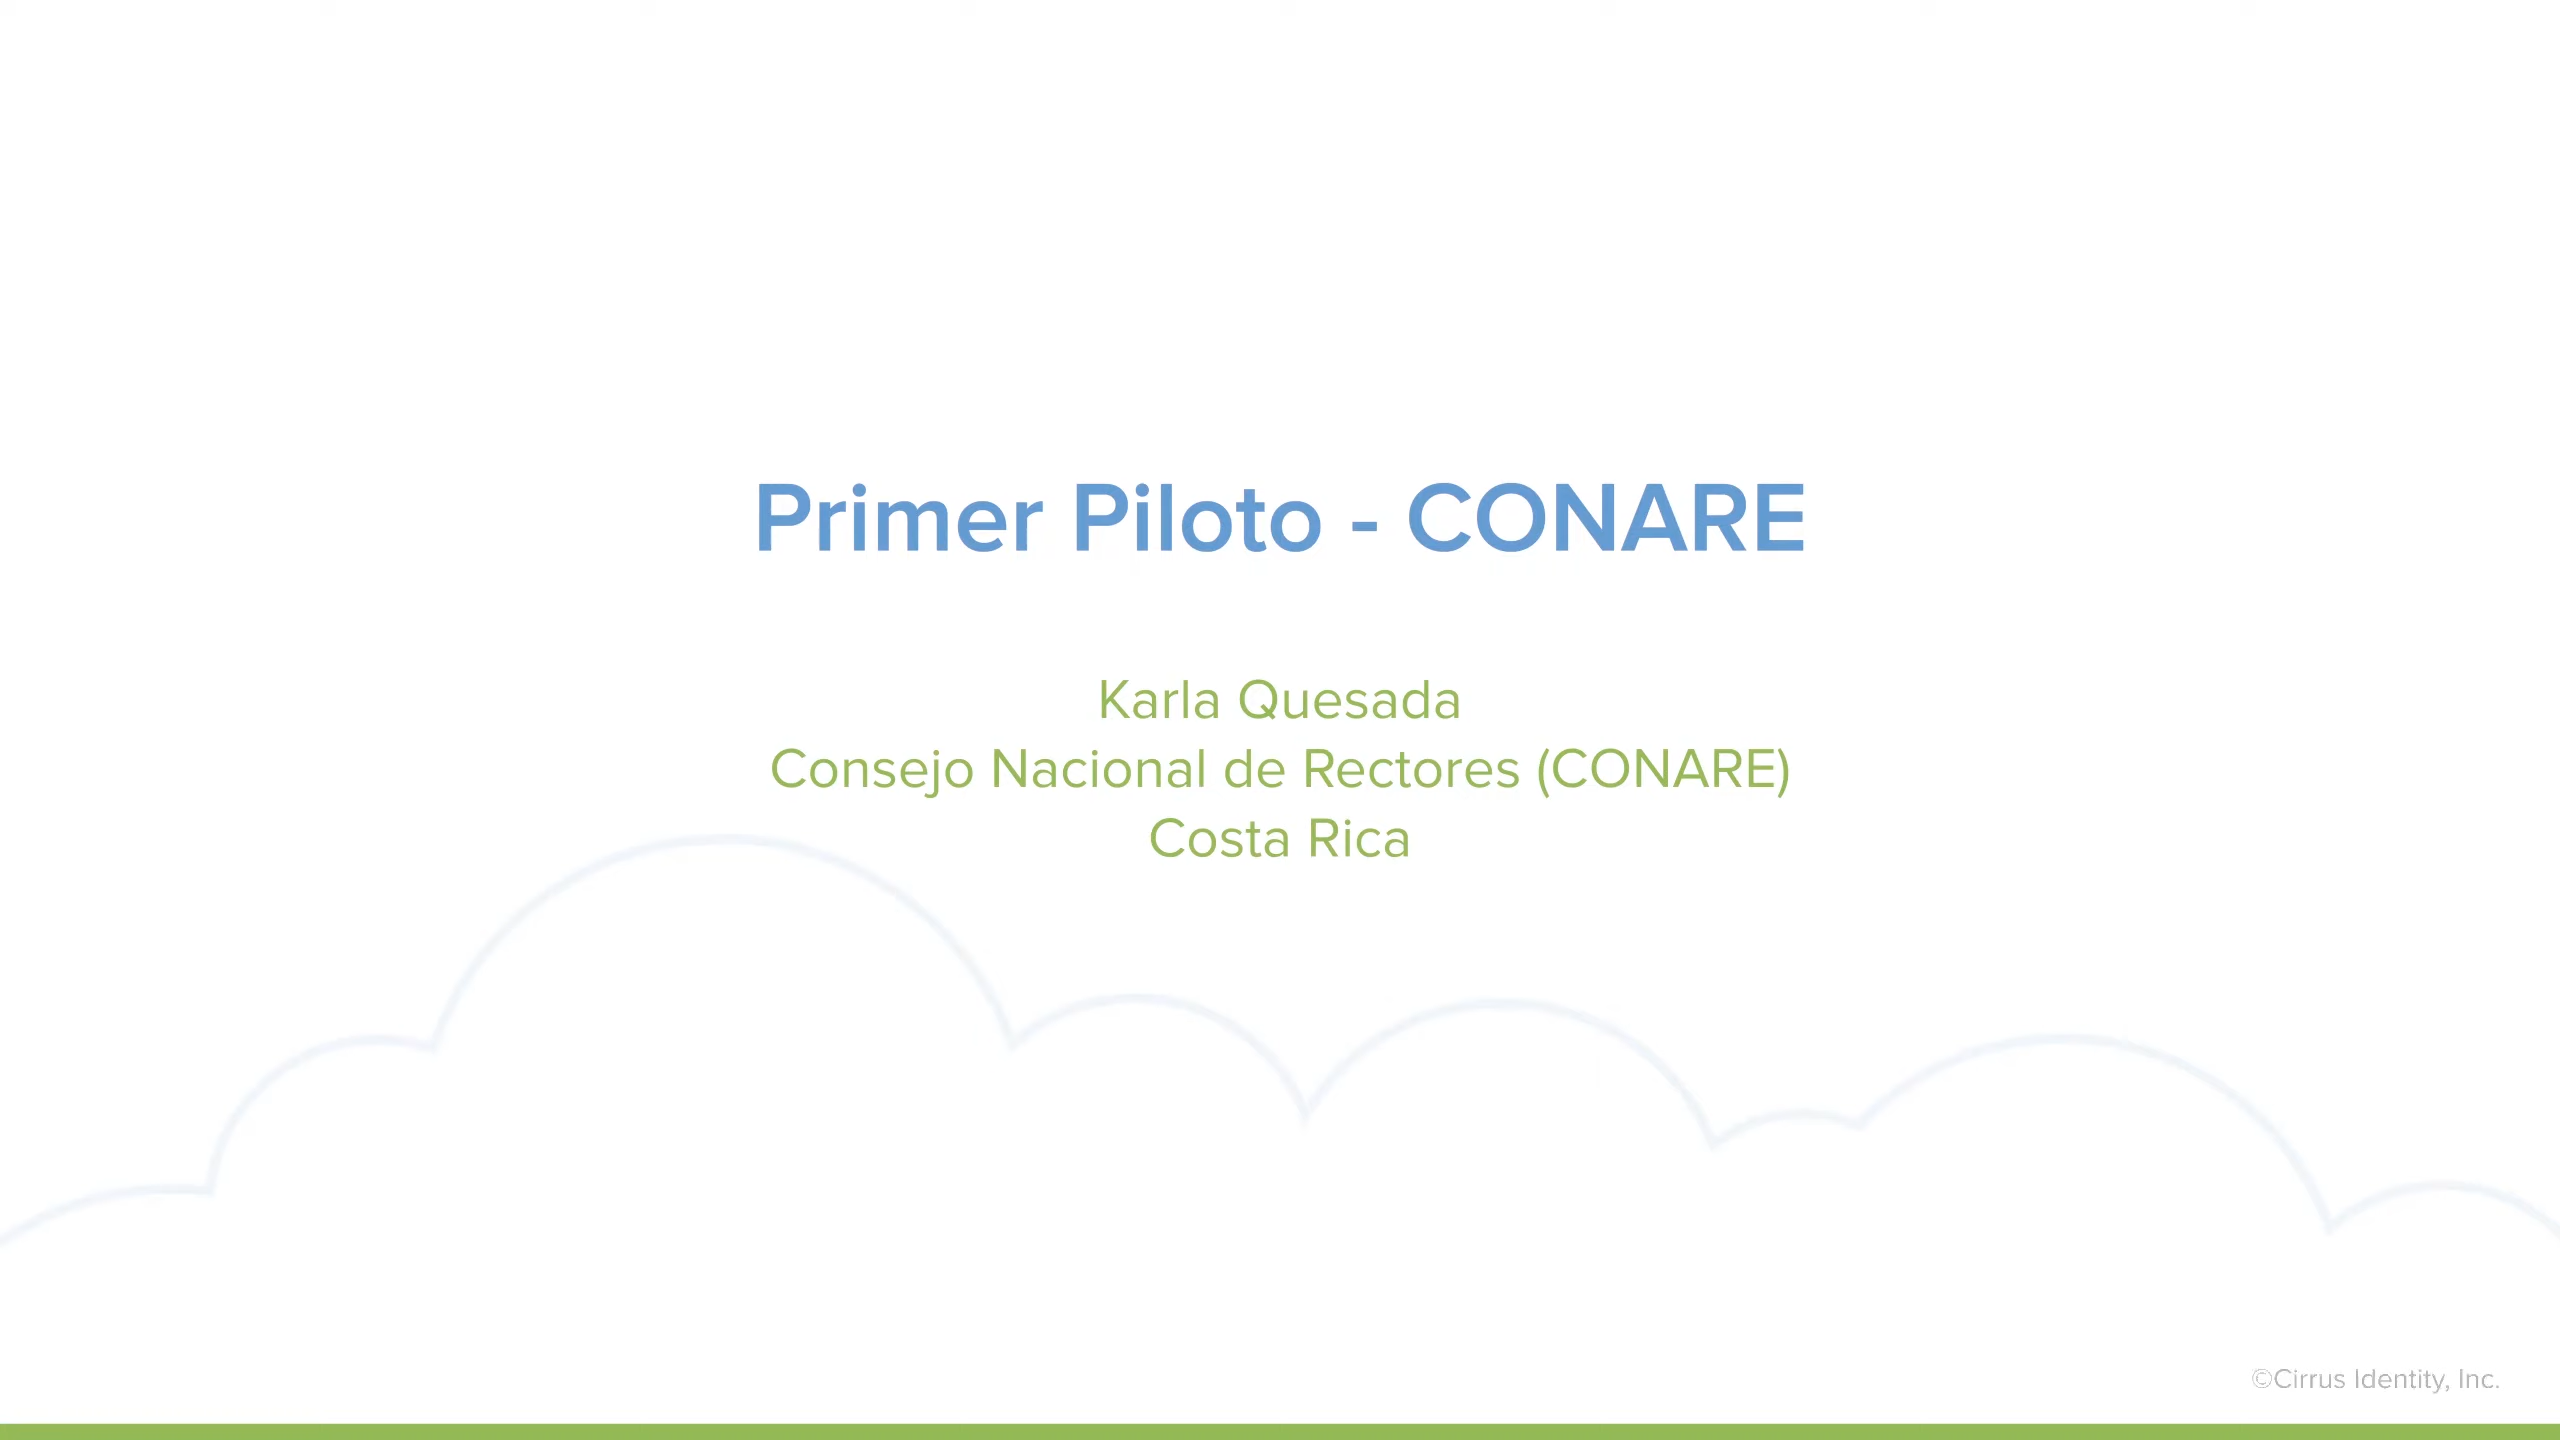 Primer Piloto - CONARE
Karla Quesada
Consejo Nacional de Rectores (CONARE)
Costa Rica
©Cirrus Identity, Inc.